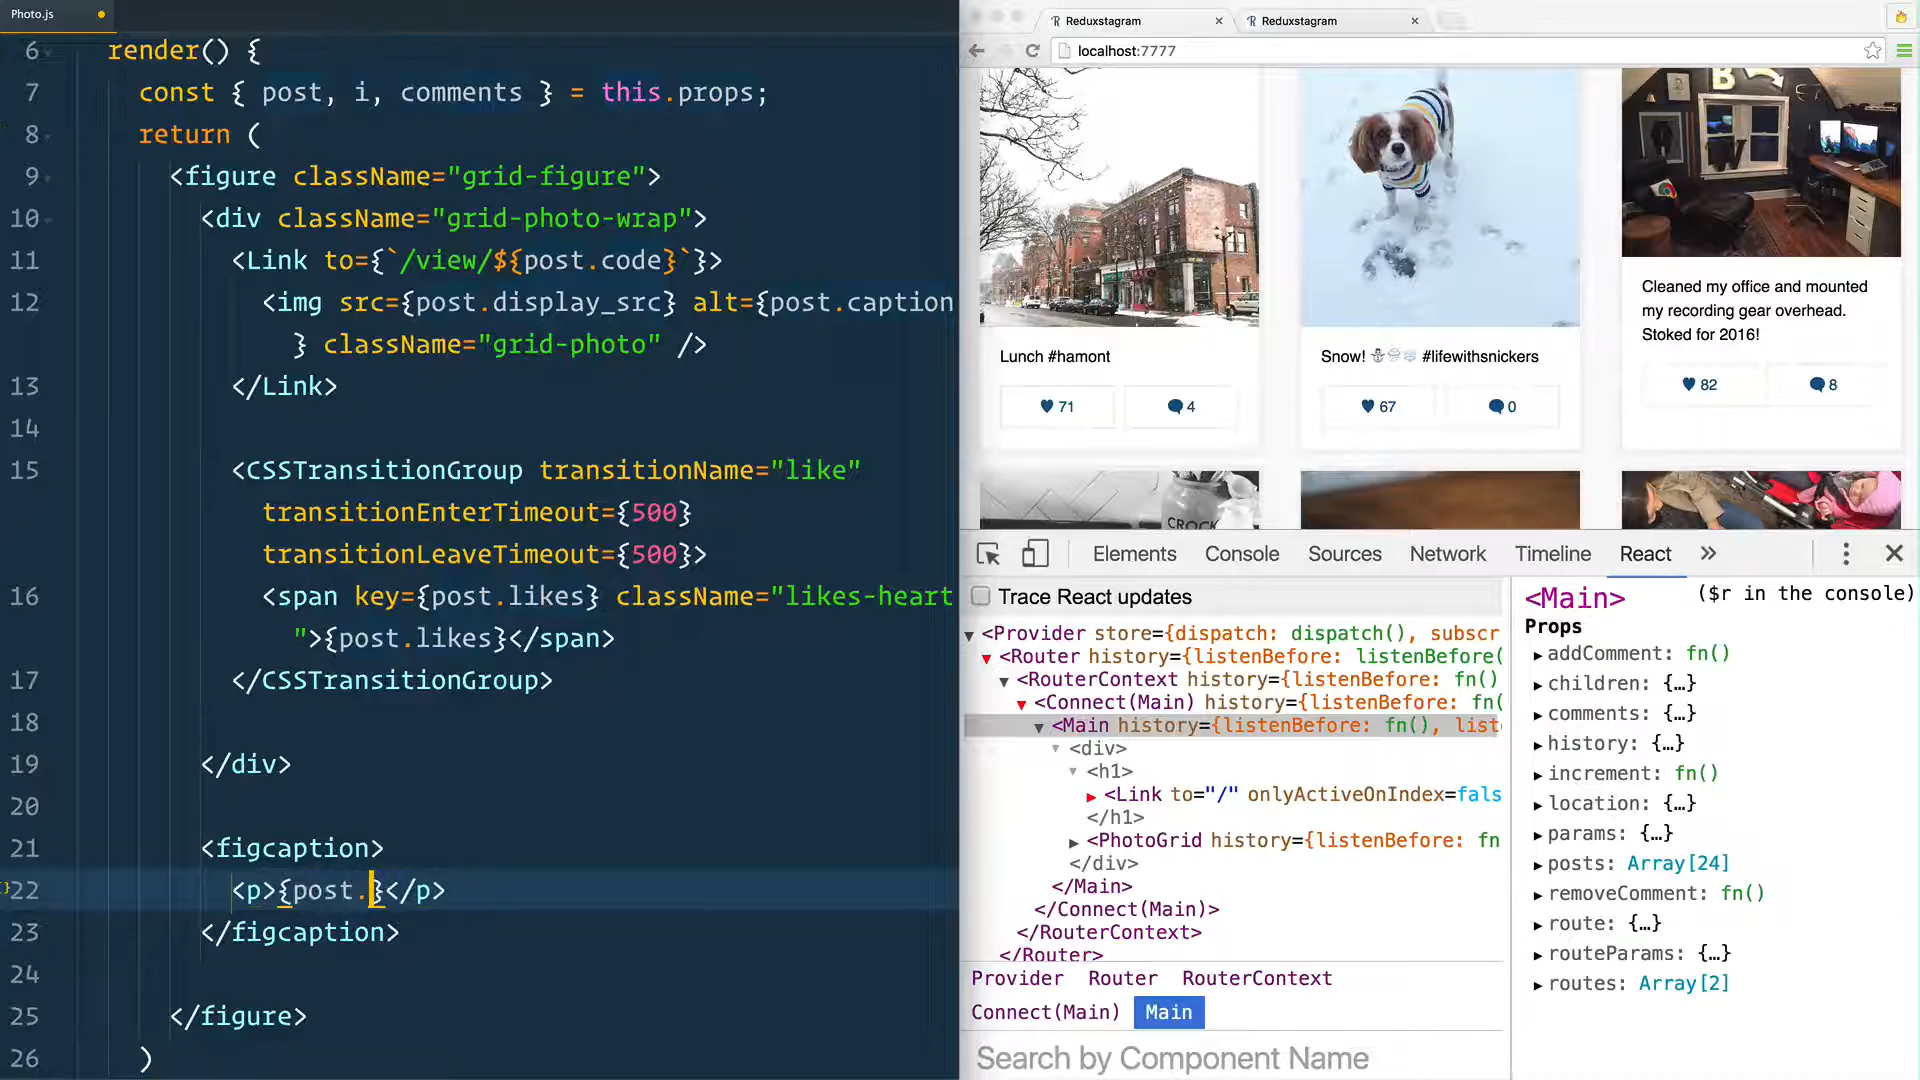 Photo.js
6 render() {
7 const { post, i, comments } = this.props;
8 return (
9 <figure className="grid-figure">
10 <div className="grid-photo-wrap">
11 <Link to={`/view/${post.code}`}>
12 <img src={post.display_src} alt={post.caption
} className="grid-photo" />
13 </Link>
14
15 <CSSTransitionGroup transitionName="like"
transitionEnterTimeout={500}
transitionLeaveTimeout={500}>
16 <span key={post.likes} className="likes-heart
">{post.likes}</span>
17 </CSSTransitionGroup>
18
19 </div>
20
21 <figcaption>
22 <p>{post.}</p>
23 </figcaption>
24
25 </figure>
26 )
Reduxstagram
Reduxstagram
localhost:7777
B
W
CROCK
Lunch #hamont
71 4
Snow! ⛄ #lifewithsnickers
67 0
Cleaned my office and mounted
my recording gear overhead.
Stoked for 2016!
82 8
Elements Console Sources Network Timeline React »
Trace React updates
<Provider store={dispatch: dispatch(), subscr
<Router history={listenBefore: listenBefore(
<RouterContext history={listenBefore: fn()
<Connect(Main) history={listenBefore: fn(
<Main history={listenBefore: fn(), list
<div>
<h1>
<Link to="/" onlyActiveOnIndex=fals
</h1>
<PhotoGrid history={listenBefore: fn
</div>
</Main>
</Connect(Main)>
</RouterContext>
</Router>
Provider Router RouterContext
Connect(Main) Main
Search by Component Name
<Main> ($r in the console)
Props
addComment: fn()
children: {…}
comments: {…}
history: {…}
increment: fn()
location: {…}
params: {…}
posts: Array[24]
removeComment: fn()
route: {…}
routeParams: {…}
routes: Array[2]